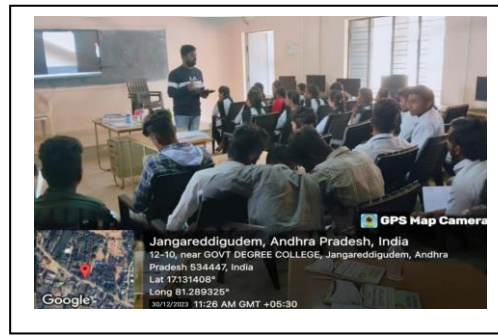 GPS Map Camera
Jangareddigudem, Andhra Pradesh, India
12-10, near GOVT DEGREE COLLEGE, Jangareddigudem, Andhra
Pradesh 534447, India
Lat 17.131408°
Long 81.289325°
30/12/2023 11:26 AM GMT +05:30
Google